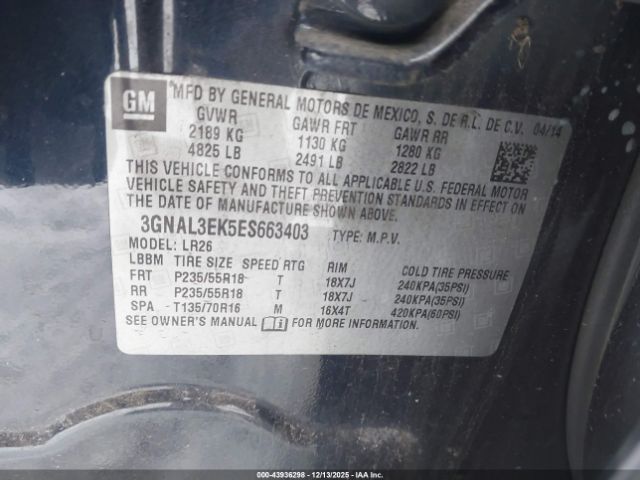 GM
MFD BY GENERAL MOTORS DE MEXICO, S. DE R.L. DE C.V. 04/14
GVWR GAWR FRT GAWR RR
2189 KG 1130 KG 1280 KG
4825 LB 2491 LB 2822 LB
THIS VEHICLE CONFORMS TO ALL APPLICABLE U.S. FEDERAL MOTOR
VEHICLE SAFETY AND THEFT PREVENTION STANDARDS IN EFFECT ON
THE DATE OF MANUFACTURE SHOWN ABOVE.
3GNAL3EK5ES663403 TYPE: M.P.V.
MODEL: LR26
LBBM TIRE SIZE SPEED RTG RIM COLD TIRE PRESSURE
FRT P235/55R18 T 18X7J 240KPA(35PSI)
RR P235/55R18 T 18X7J 240KPA(35PSI)
SPA T135/70R16 M 16X4T 420KPA(60PSI)
SEE OWNER'S MANUAL FOR MORE INFORMATION.
000-43936298 - 12/13/2025 - IAAI.CA